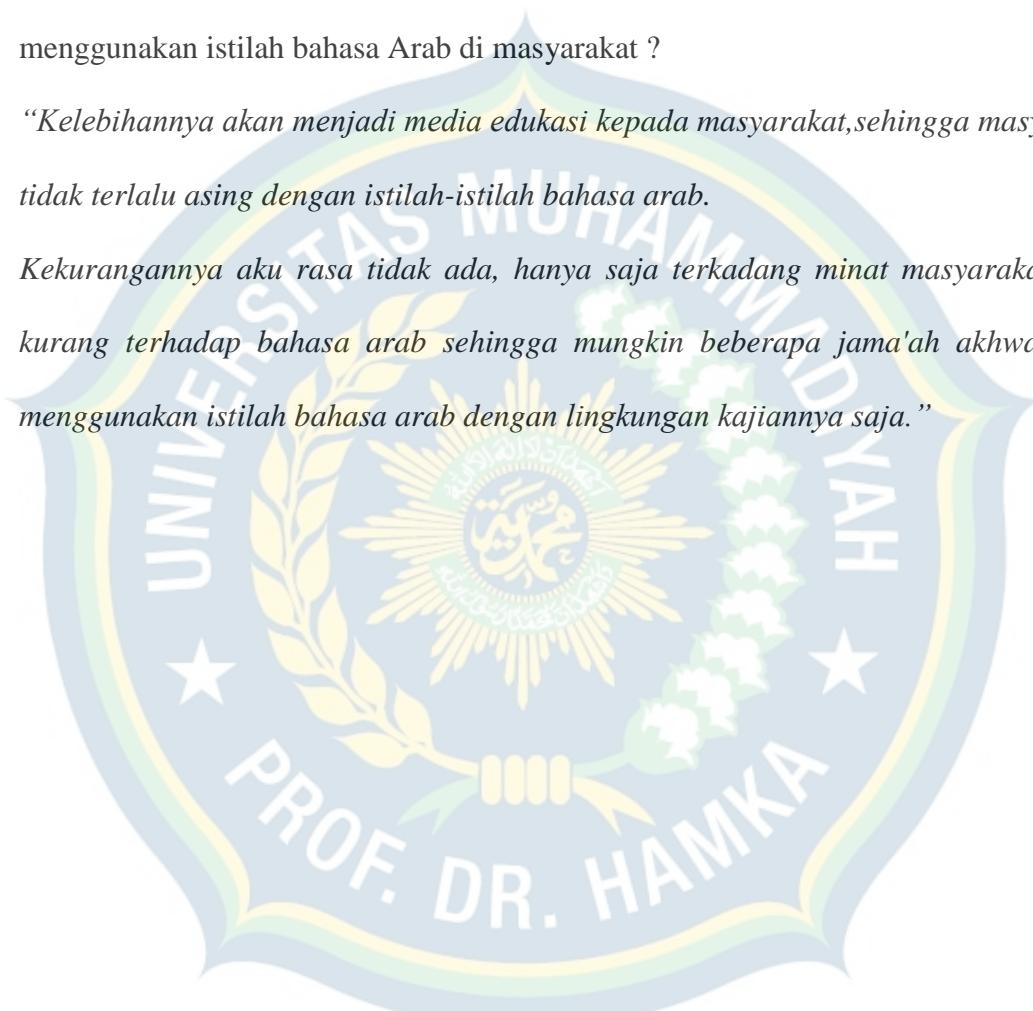 menggunakan istilah bahasa Arab di masyarakat ?
“Kelebihannya akan menjadi media edukasi kepada masyarakat,sehingga
tidak terlalu asing dengan istilah-istilah bahasa arab.
Kekurangannya aku rasa tidak ada, hanya saja terkadang minat
kurang terhadap bahasa arab sehingga mungkin beberapa jama'ah
menggunakan istilah bahasa arab dengan lingkungan kajiannya saja.”
UNIVERSITAS MUHAMMADIYAH
محمدية
PROF. DR. HAMKA